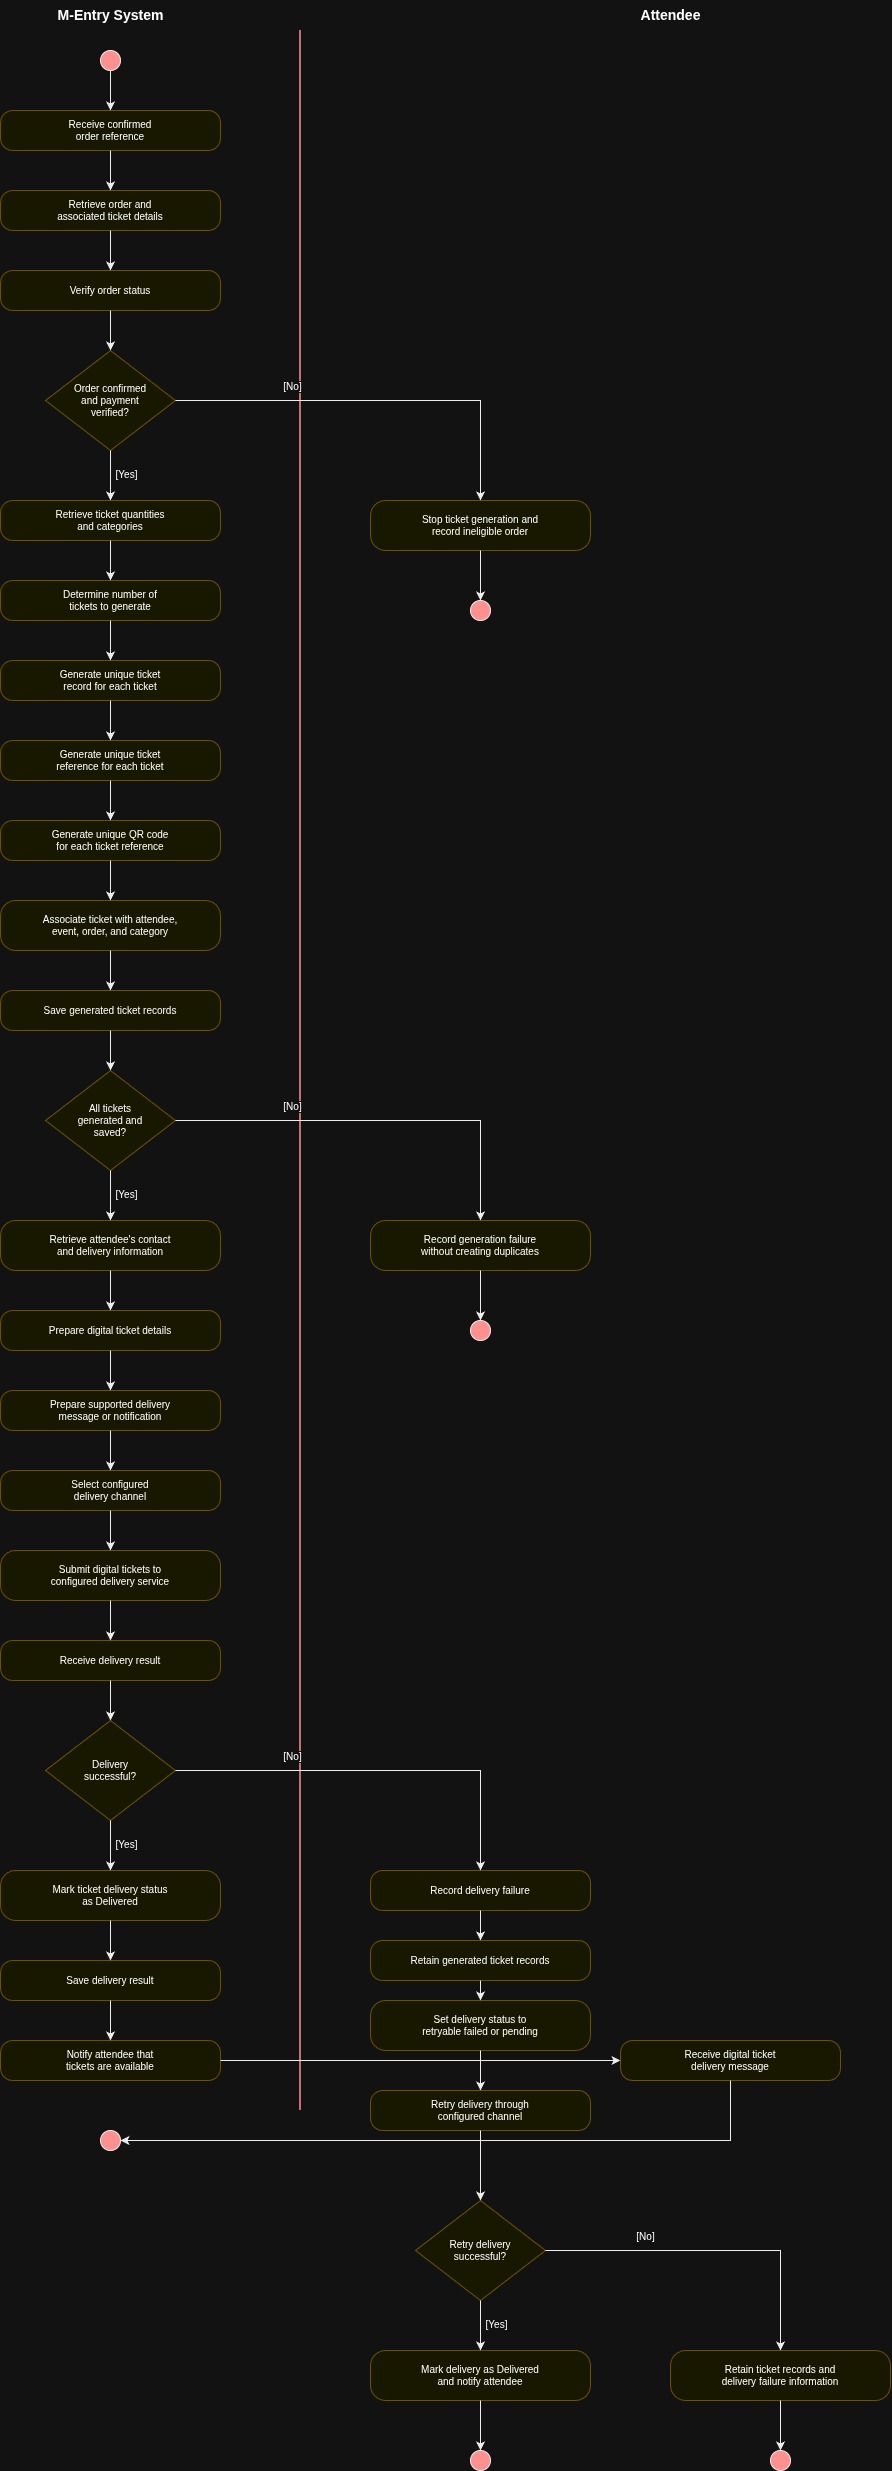 M-Entry System
Attendee
Receive confirmed
order reference
Retrieve order and
associated ticket details
Verify order status
Order confirmed
and payment
verified?
[No]
[Yes]
Retrieve ticket quantities
and categories
Stop ticket generation and
record ineligible order
Determine number of
tickets to generate
Generate unique ticket
record for each ticket
Generate unique ticket
reference for each ticket
Generate unique QR code
for each ticket reference
Associate ticket with attendee,
event, order, and category
Save generated ticket records
All tickets
generated and
saved?
[No]
[Yes]
Retrieve attendee's contact
and delivery information
Record generation failure
without creating duplicates
Prepare digital ticket details
Prepare supported delivery
message or notification
Select configured
delivery channel
Submit digital tickets to
configured delivery service
Receive delivery result
Delivery
successful?
[No]
[Yes]
Mark ticket delivery status
as Delivered
Record delivery failure
Retain generated ticket records
Save delivery result
Set delivery status to
retryable failed or pending
Notify attendee that
tickets are available
Receive digital ticket
delivery message
Retry delivery through
configured channel
Retry delivery
successful?
[No]
[Yes]
Mark delivery as Delivered
and notify attendee
Retain ticket records and
delivery failure information